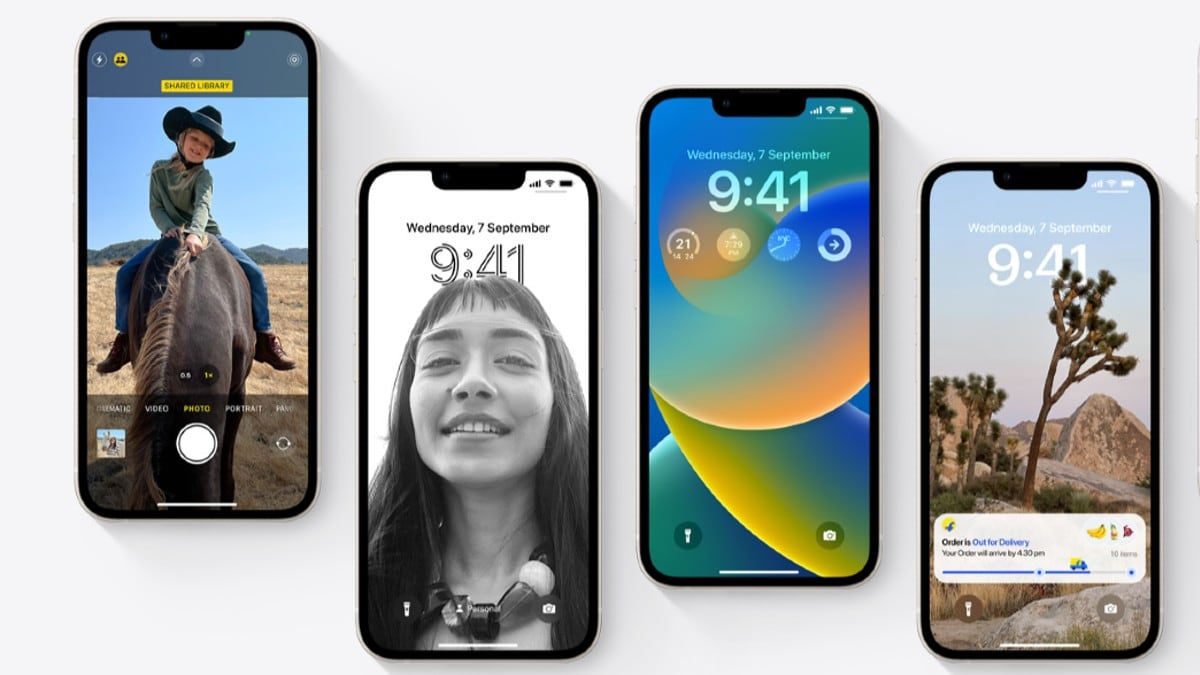 SHARED LIBRARY
0.5 1×
VIDEO PHOTO PORTRAIT
Wednesday, 7 September
9:41
Personal
Wednesday, 7 September
9:41
21
14 24
7:29
PM
NYC
Wednesday, 7 September
9:41
Order is Out for Delivery
Your Order will arrive by 4.30 pm
10 items